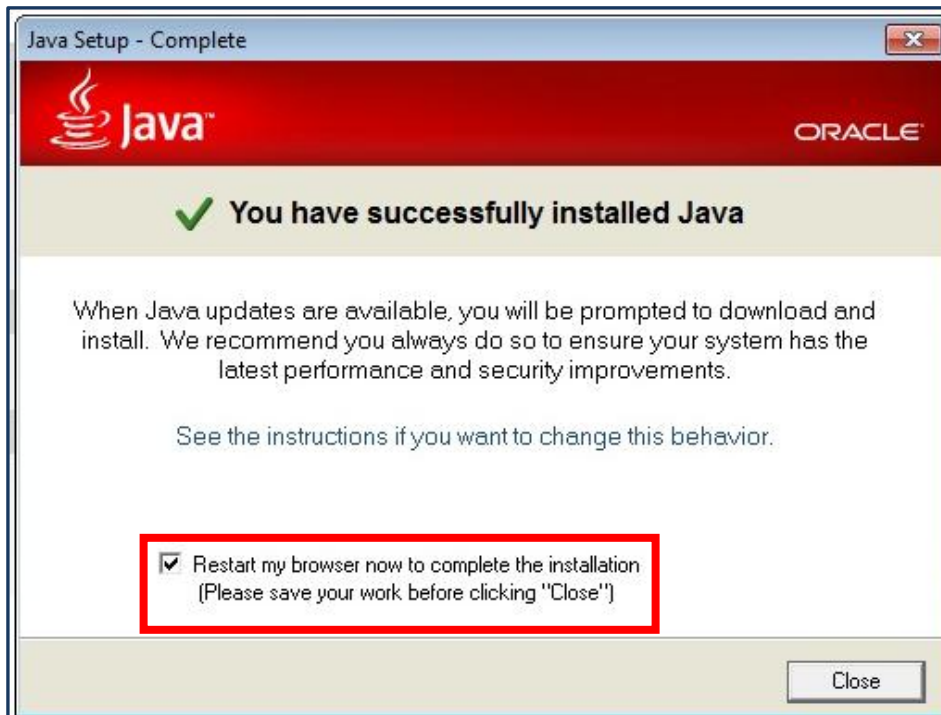 Java Setup - Complete
Java™
ORACLE®
You have successfully installed Java
When Java updates are available, you will be prompted to download and
install. We recommend you always do so to ensure your system has the
latest performance and security improvements.
See the instructions if you want to change this behavior.
Restart my browser now to complete the installation
(Please save your work before clicking "Close")
Close